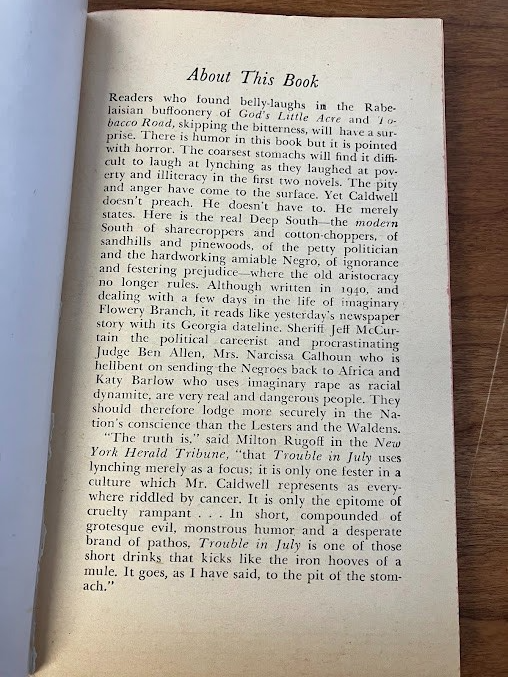 About This Book
Readers who found belly-laughs in the Rabe-
laisian buffoonery of God's Little Acre and To-
bacco Road, skipping the bitterness, will have a sur-
prise. There is humor in this book but it is pointed
with horror. The coarsest stomachs will find it diffi-
cult to laugh at lynching as they laughed at pov-
erty and illiteracy in the first two novels. The pity
and anger have come to the surface. Yet Caldwell
doesn't preach. He doesn't have to. He merely
states. Here is the real Deep South—the modern
South of sharecroppers and cotton-choppers, of
sandhills and pinewoods, of the petty politician
and the hardworking amiable Negro, of ignorance
and festering prejudice—where the old aristocracy
no longer rules. Although written in 1940, and
dealing with a few days in the life of imaginary
Flowery Branch, it reads like yesterday's newspaper
story with its Georgia dateline. Sheriff Jeff McCur-
tain the political careerist and procrastinating
Judge Ben Allen, Mrs. Narcissa Calhoun who is
hellbent on sending the Negroes back to Africa and
Katy Barlow who uses imaginary rape as racial
dynamite, are very real and dangerous people. They
should therefore lodge more securely in the Na-
tion's conscience than the Lesters and the Waldens.
"The truth is," said Milton Rugoff in the New
York Herald Tribune, "that Trouble in July uses
lynching merely as a focus; it is only one fester in a
culture which Mr. Caldwell represents as every-
where riddled by cancer. It is only the epitome of
cruelty rampant . . . In short, compounded of
grotesque evil, monstrous humor and a desperate
brand of pathos, Trouble in July is one of those
short drinks that kicks like the iron hooves of a
mule. It goes, as I have said, to the pit of the stom-
ach."